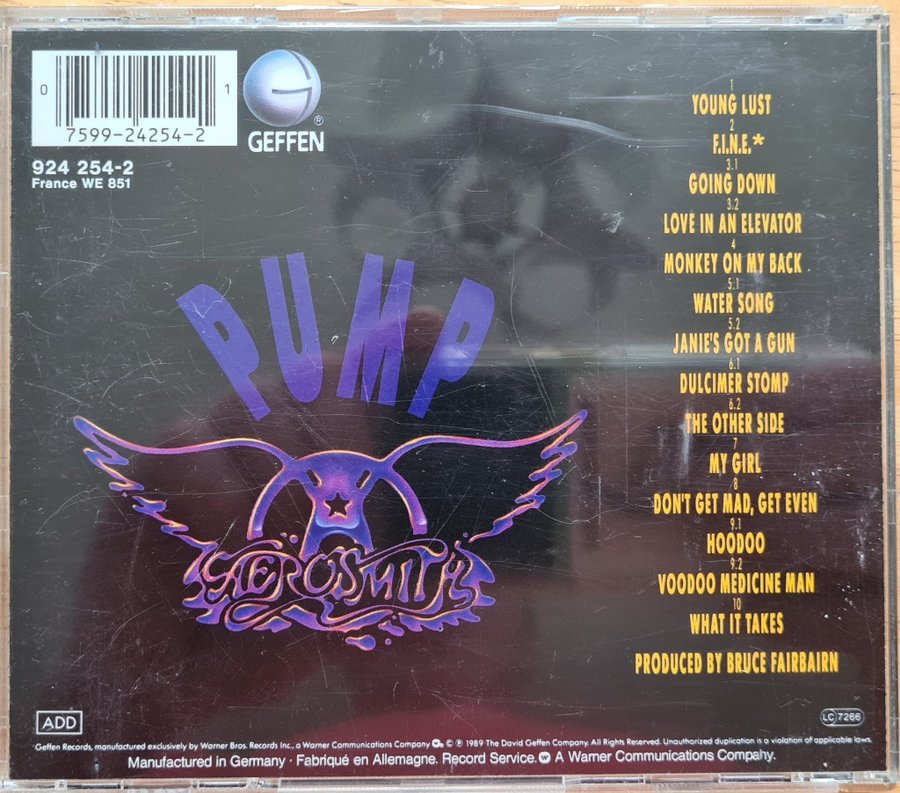 0 1
7599-24254-2
GEFFEN ®
924 254-2
France WE 851
PUMP
AEROSMITH
1
YOUNG LUST
2
F.I.N.E.*
3.1
GOING DOWN
3.2
LOVE IN AN ELEVATOR
4
MONKEY ON MY BACK
5.1
WATER SONG
5.2
JANIE'S GOT A GUN
6.1
DULCIMER STOMP
6.2
THE OTHER SIDE
7
MY GIRL
8
DON'T GET MAD, GET EVEN
9.1
HOODOO
9.2
VOODOO MEDICINE MAN
10
WHAT IT TAKES
PRODUCED BY BRUCE FAIRBAIRN
ADD
LC 7266
Geffen Records, manufactured exclusively by Warner Bros. Records Inc., a Warner Communications Company © ℗ 1989 The David Geffen Company. All Rights Reserved. Unauthorized duplication is a violation of applicable laws.
Manufactured in Germany · Fabriqué en Allemagne. Record Service. A Warner Communications Company.